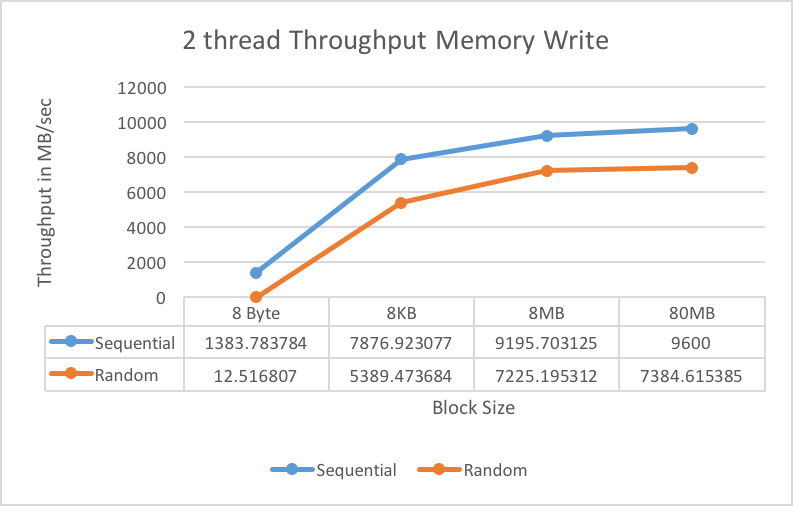 2 thread Throughput Memory Write
Throughput in MB/sec
12000
10000
8000
6000
4000
2000
0
8 Byte 8KB 8MB 80MB
Sequential 1383.783784 7876.923077 9195.703125 9600
Random 12.516807 5389.473684 7225.195312 7384.615385
Block Size
Sequential Random